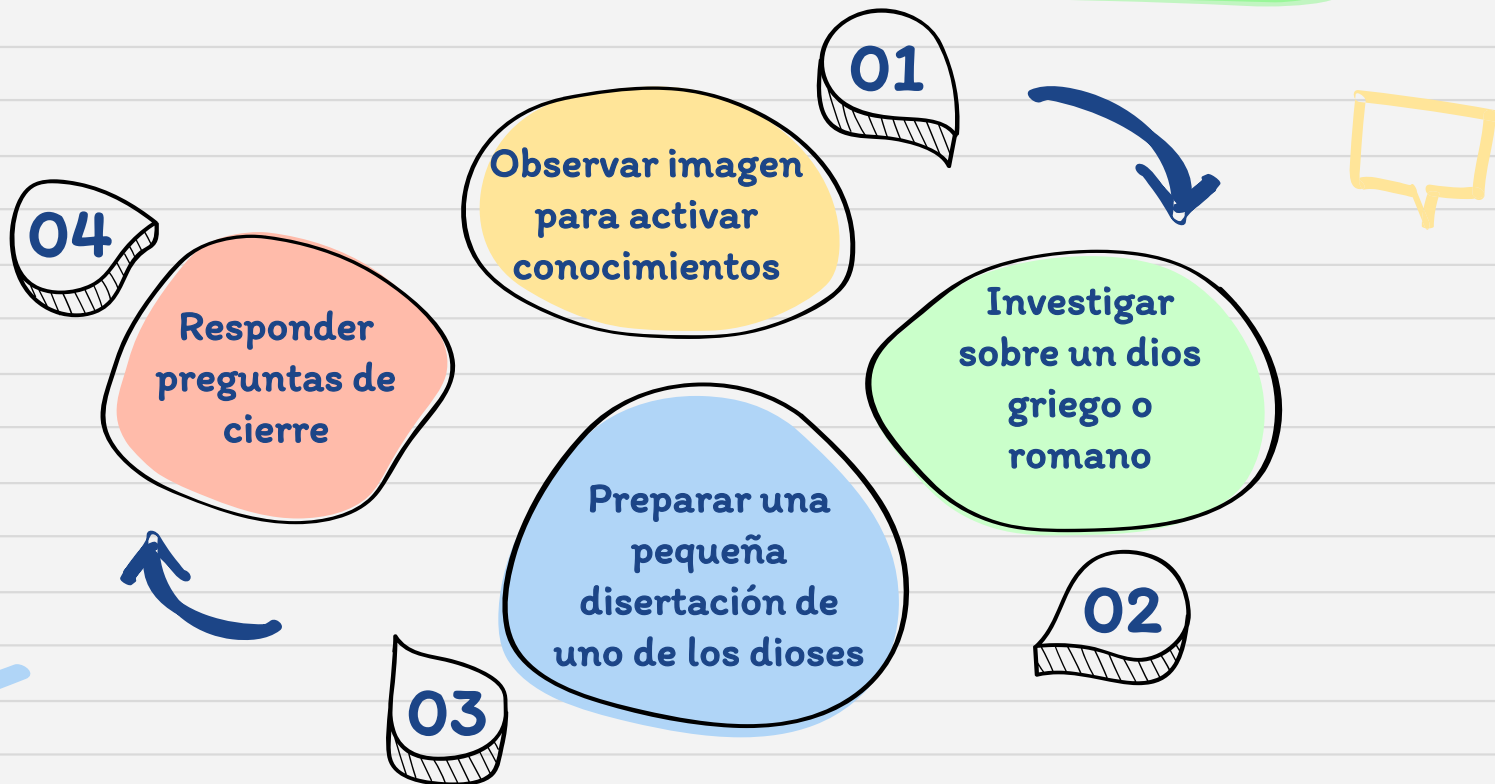 01
Observar imagen
para activar
conocimientos
Investigar
sobre un dios
griego o
romano
02
Preparar una
pequeña
disertación de
uno de los dioses
03
04
Responder
preguntas de
cierre